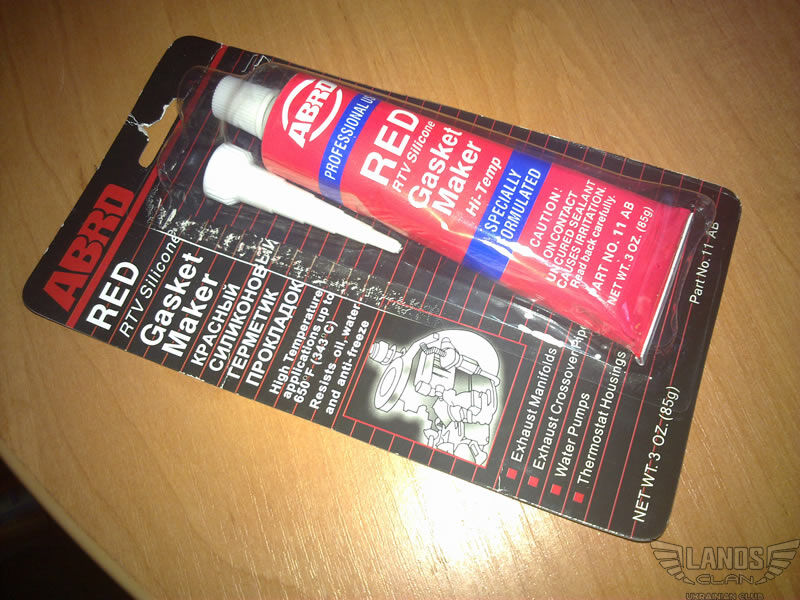 ABRO
RED
RTV Silicone
Gasket
Maker
КРАСНЫЙ
СИЛИКОНОВЫЙ
ГЕРМЕТИК
ПРОКЛАДОК
High Temperature
applications up to
650°F (343°C)
Resists oil, water
and anti-freeze
Exhaust Manifolds
Exhaust Crossover
Water Pumps
Thermostat Housings
NET WT. 3 OZ. (85g)
Part No. 11 AB
ABRO
PROFESSIONAL
RED
RTV Silicone
Gasket
Maker
Hi-Temp
SPECIALLY
FORMULATED
CAUTION:
ON CONTACT
UNCURED SEALANT
CAUSES IRRITATION.
Read back carefully.
PART NO. 11 AB
NET WT. 3 OZ. (85g)
LANOS
CLAN
UKRAINIAN CLUB